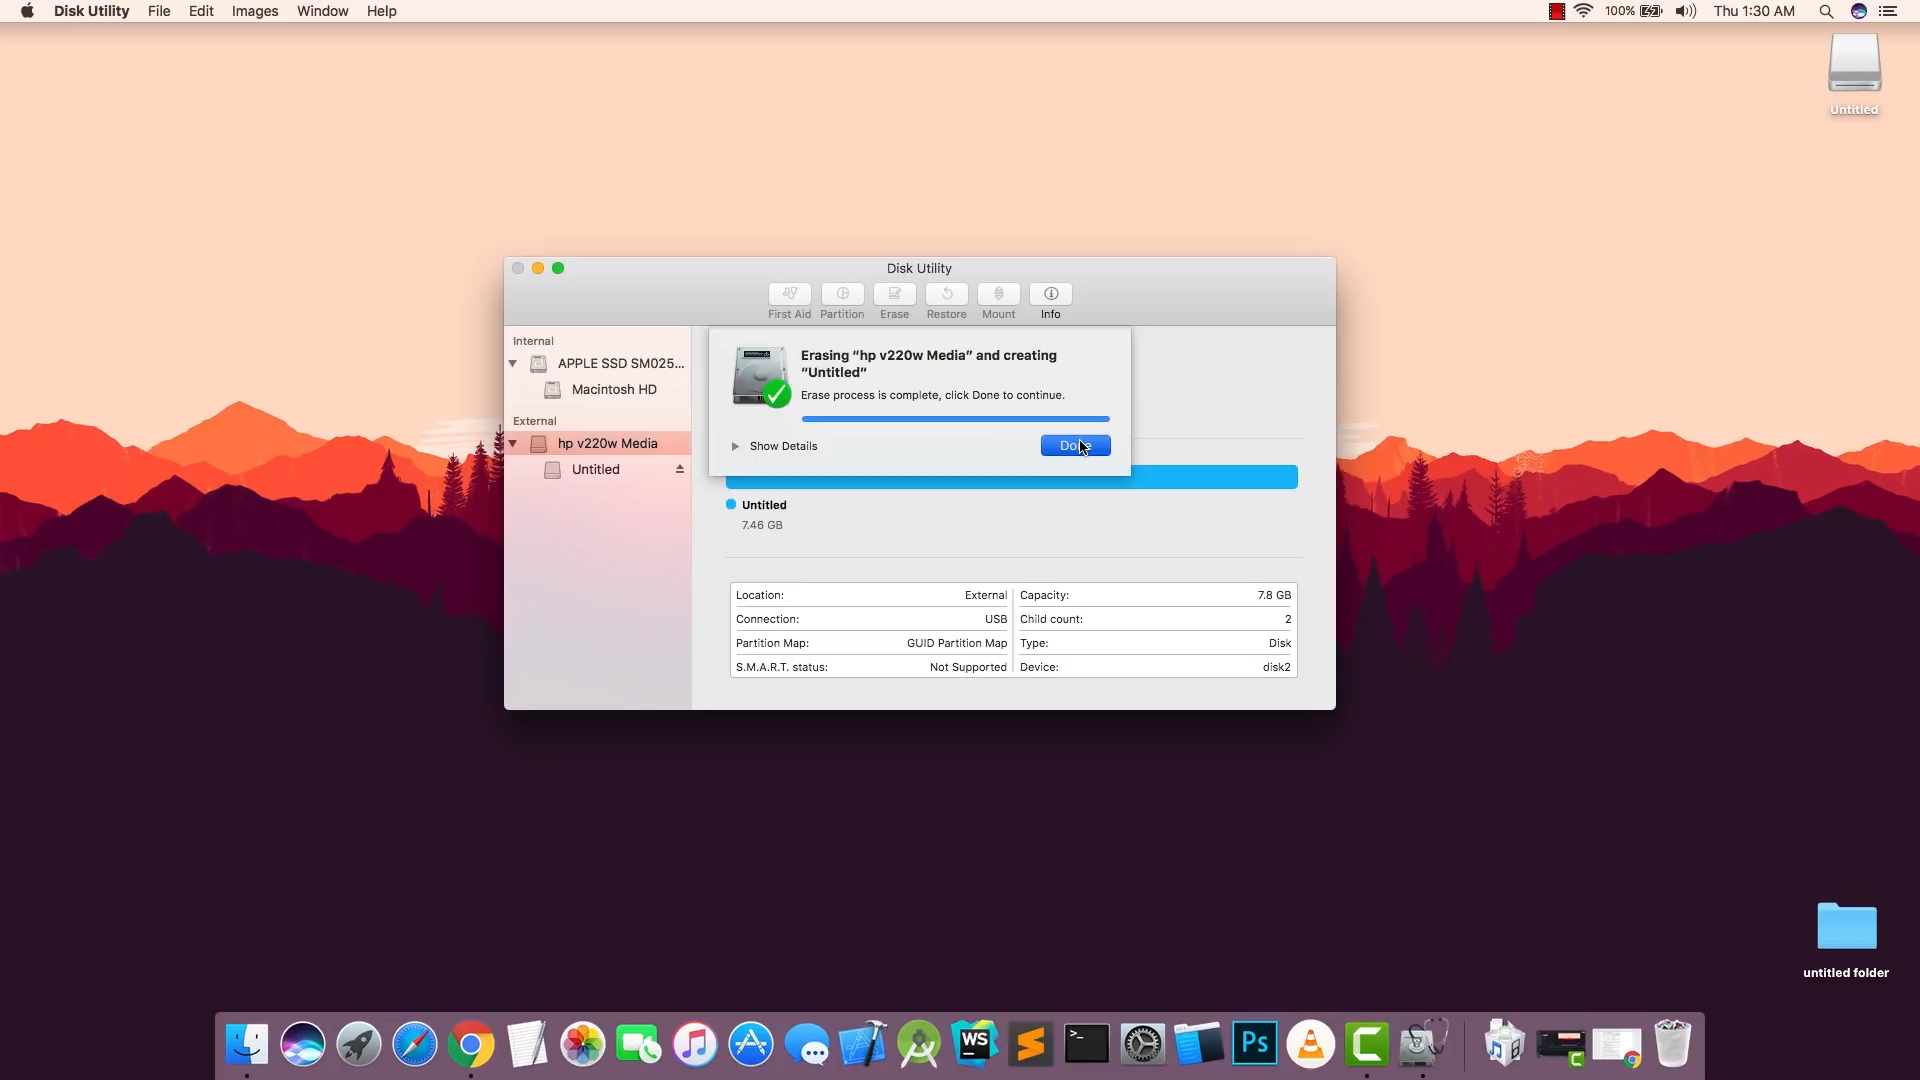 Disk Utility File Edit Images Window Help
100% Thu 1:30 AM
Untitled
Disk Utility
First Aid Partition Erase Restore Mount Info
Internal
APPLE SSD SM025...
Macintosh HD
External
hp v220w Media
Untitled
Erasing “hp v220w Media” and creating
“Untitled”
Erase process is complete, click Done to continue.
Show Details
Done
Untitled
7.46 GB
Location: External
Capacity: 7.8 GB
Connection: USB
Child count: 2
Partition Map: GUID Partition Map
Type: Disk
S.M.A.R.T. status: Not Supported
Device: disk2
untitled folder
WS
>_
Ps